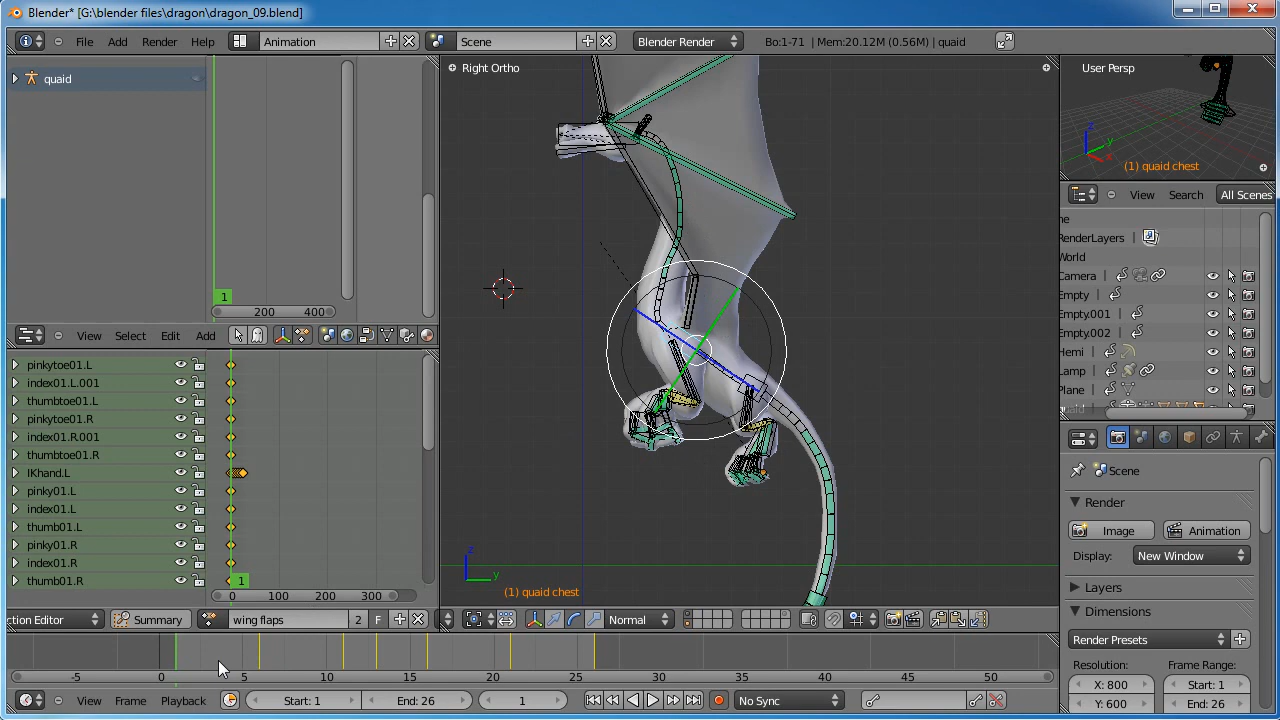 Blender* [G:\blender files\dragon\dragon_09.blend]
File Add Render Help Animation Scene Blender Render Bo:1-71 | Mem:20.12M (0.56M) | quaid
quaid
1
200 400
View Select Edit Add
pinkytoe01.L
index01.L.001
thumbtoe01.L
pinkytoe01.R
index01.R.001
thumbtoe01.R
IKhand.L
pinky01.L
index01.L
thumb01.L
pinky01.R
index01.R
thumb01.R
1
0 100 200 300
ction Editor Summary wing flaps 2 F
Right Ortho
z
y
(1) quaid chest
Normal
User Persp
z
y
x
(1) quaid chest
View Search All Scenes
ne
RenderLayers |
World
Camera |
Empty |
Empty.001 |
Empty.002 |
Hemi |
Lamp |
Plane |
Scene
Render
Image Animation
Display: New Window
Layers
Dimensions
Render Presets
Resolution: Frame Range:
X: 800 Start: 1
Y: 600 End: 26
-5 0 5 10 15 20 25 30 35 40 45 50
View Frame Playback Start: 1 End: 26 1 No Sync